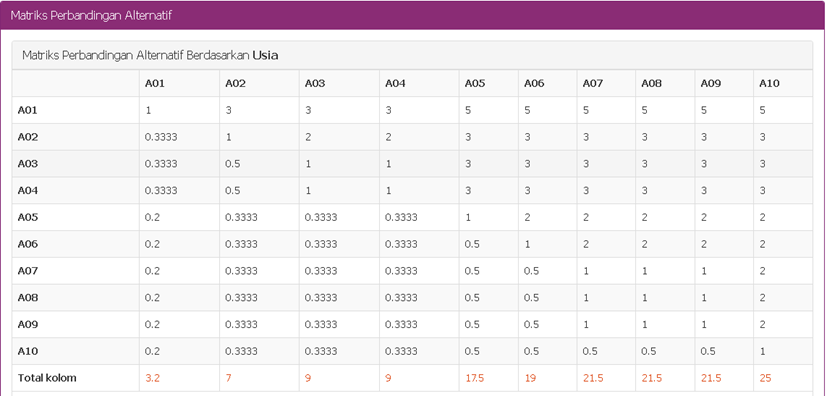 Matriks Perbandingan Alternatif
Matriks Perbandingan Alternatif Berdasarkan Usia
A01 A02 A03 A04 A05 A06 A07 A08 A09 A10
A01 1 3 3 3 5 5 5 5 5 5
A02 0.3333 1 2 2 3 3 3 3 3 3
A03 0.3333 0.5 1 1 3 3 3 3 3 3
A04 0.3333 0.5 1 1 3 3 3 3 3 3
A05 0.2 0.3333 0.3333 0.3333 1 2 2 2 2 2
A06 0.2 0.3333 0.3333 0.3333 0.5 1 2 2 2 2
A07 0.2 0.3333 0.3333 0.3333 0.5 0.5 1 1 1 2
A08 0.2 0.3333 0.3333 0.3333 0.5 0.5 1 1 1 2
A09 0.2 0.3333 0.3333 0.3333 0.5 0.5 1 1 1 2
A10 0.2 0.3333 0.3333 0.3333 0.5 0.5 0.5 0.5 0.5 1
Total kolom 3.2 7 9 9 17.5 19 21.5 21.5 21.5 25